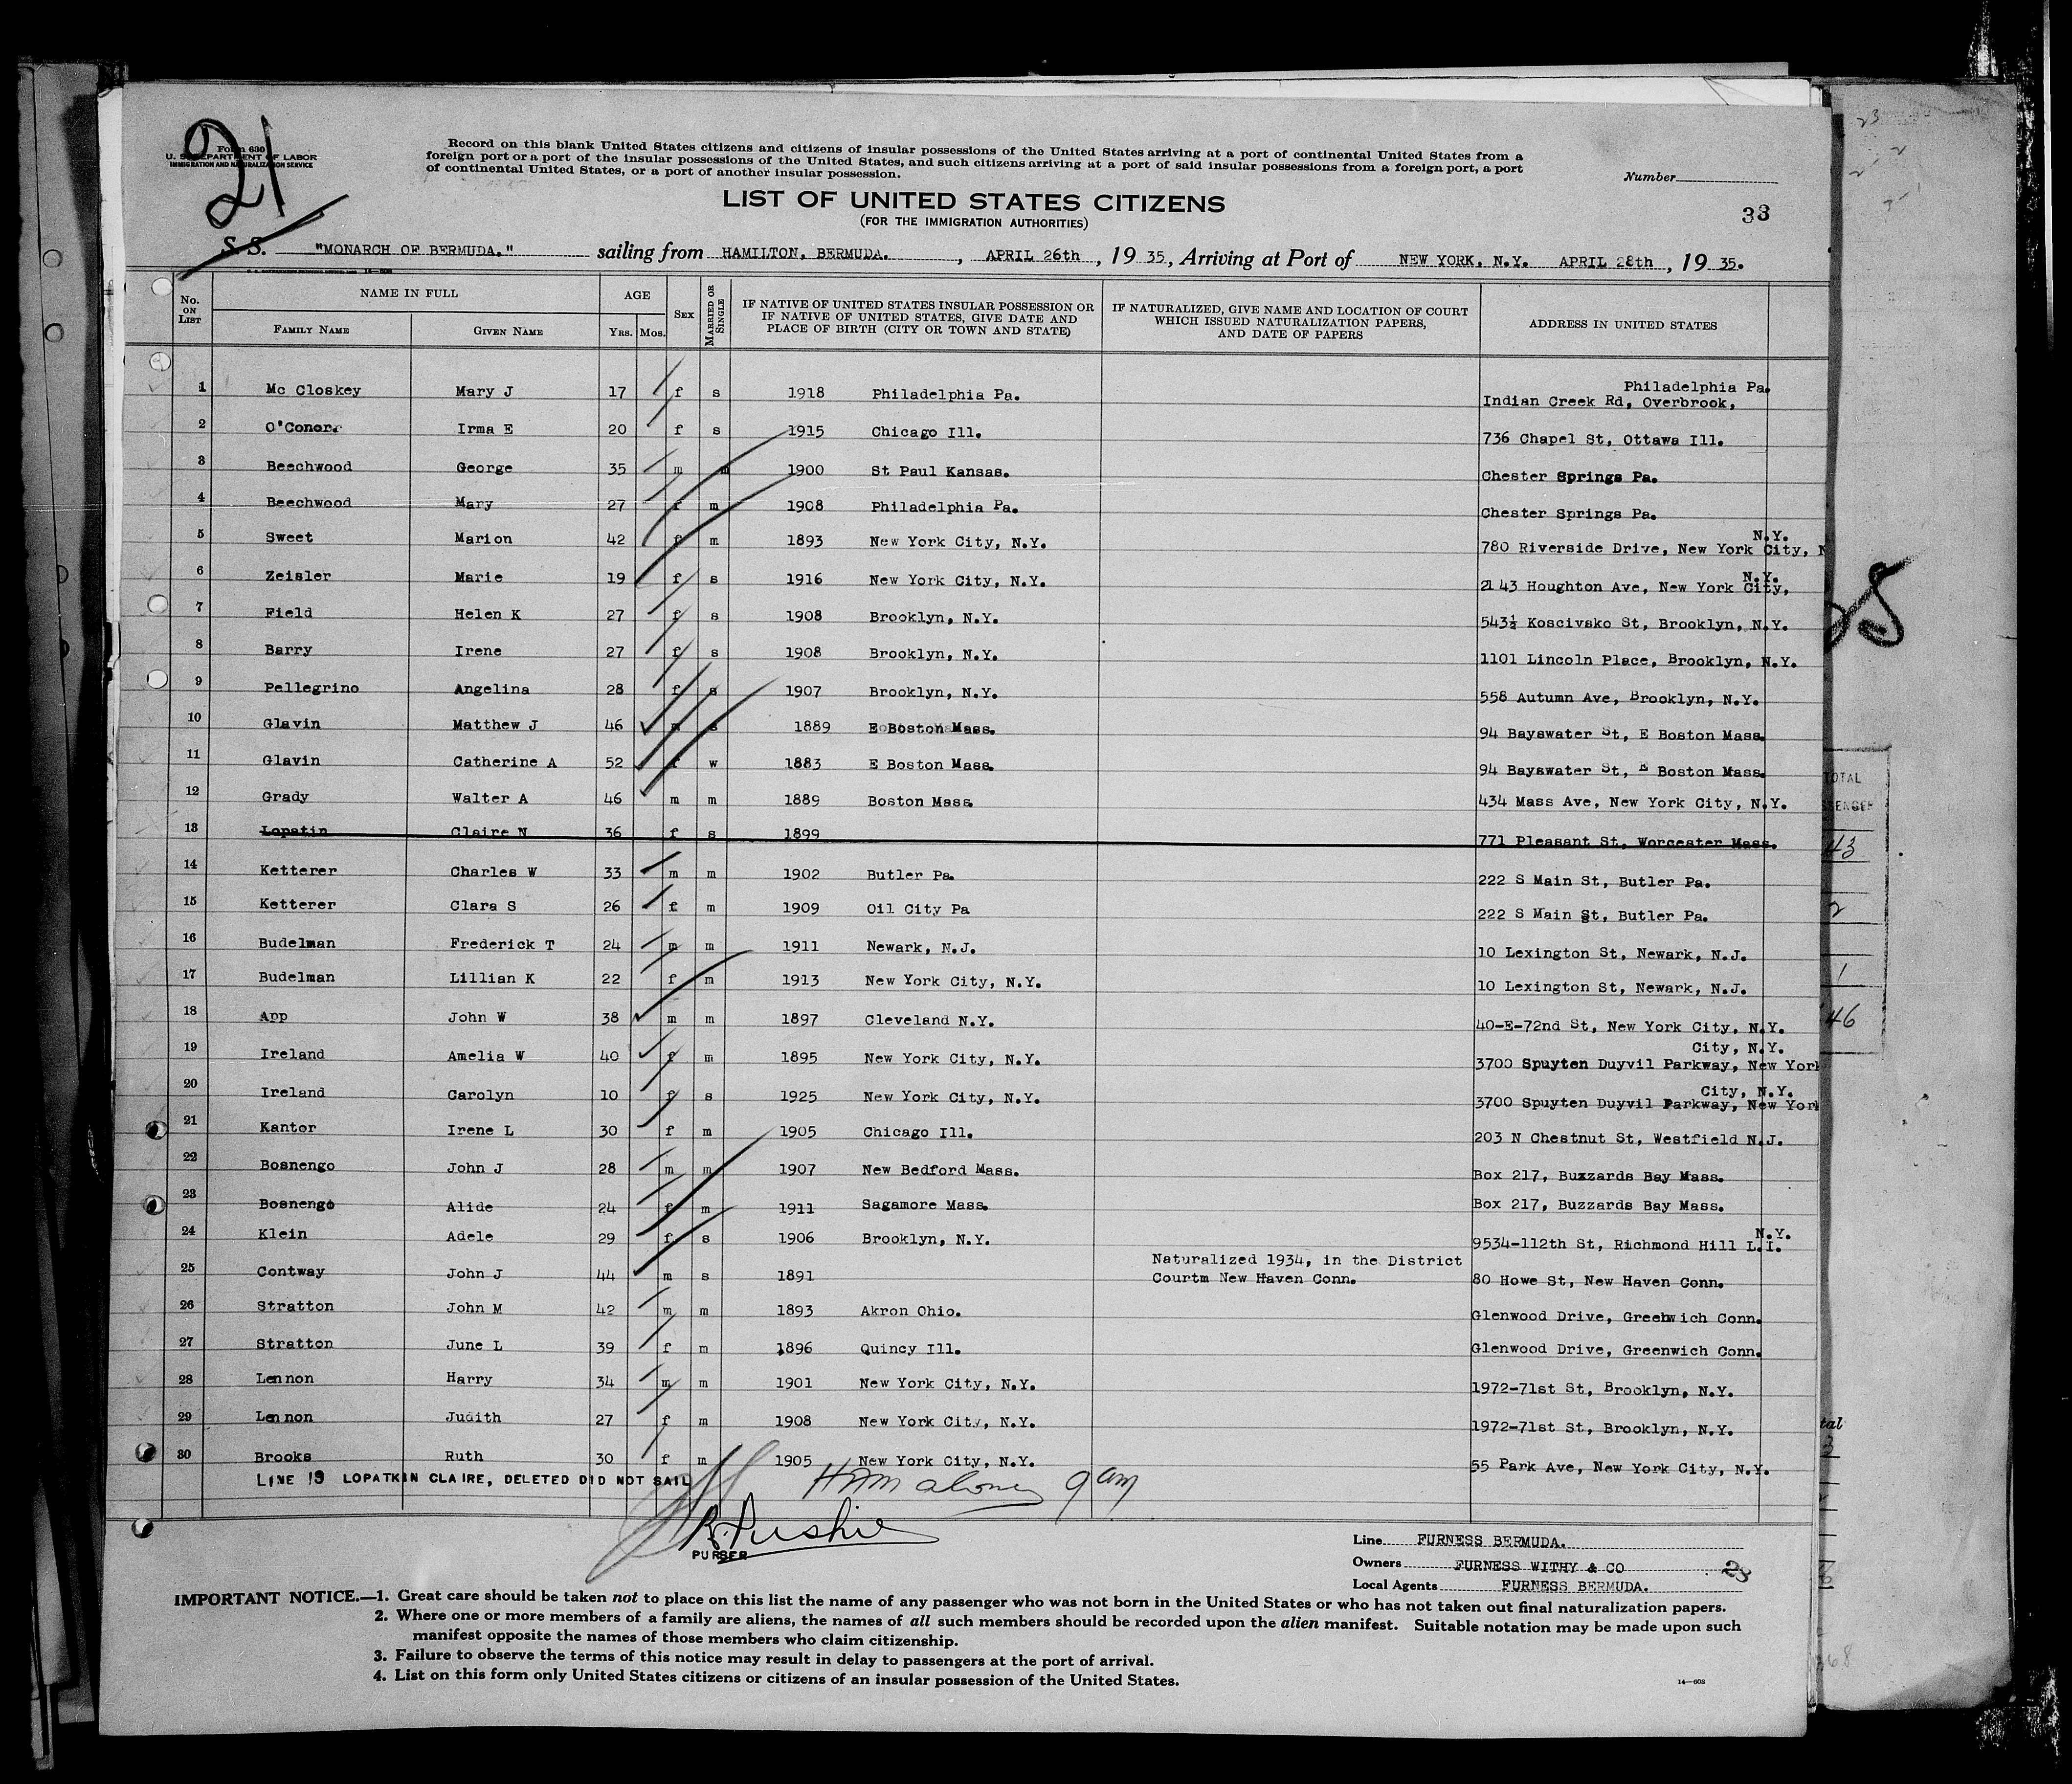 21
Form 630
U. S. DEPARTMENT OF LABOR
IMMIGRATION AND NATURALIZATION SERVICE
Record on this blank United States citizens and citizens of insular possessions of the United States arriving at a port of continental United States from a
foreign port or a port of the insular possessions of the United States, and such citizens arriving at a port of said insular possessions from a foreign port, a port
of continental United States, or a port of another insular possession.
Number
LIST OF UNITED STATES CITIZENS
(FOR THE IMMIGRATION AUTHORITIES)
33
S. S. "MONARCH OF BERMUDA." sailing from HAMILTON, BERMUDA. , APRIL 26th , 19 35, Arriving at Port of NEW YORK, N.Y. APRIL 28th , 19 35.
No. ON LIST NAME IN FULL FAMILY NAME GIVEN NAME AGE YRS. MOS. SEX MARRIED OR SINGLE IF NATIVE OF UNITED STATES INSULAR POSSESSION OR IF NATIVE OF UNITED STATES, GIVE DATE AND PLACE OF BIRTH (CITY OR TOWN AND STATE) IF NATURALIZED, GIVE NAME AND LOCATION OF COURT WHICH ISSUED NATURALIZATION PAPERS, AND DATE OF PAPERS ADDRESS IN UNITED STATES
1 Mc Closkey Mary J 17 f s 1918 Philadelphia Pa. Philadelphia Pa.
Indian Creek Rd, Overbrook,
2 O'Conor. Irma E 20 f s 1915 Chicago Ill. 736 Chapel St, Ottawa Ill.
3 Beechwood George 35 m m 1900 St Paul Kansas. Chester Springs Pa.
4 Beechwood Mary 27 f m 1908 Philadelphia Pa. Chester Springs Pa.
N.Y.
5 Sweet Marion 42 f m 1893 New York City, N.Y. 780 Riverside Drive, New York City, N
N.Y.
6 Zeisler Marie 19 f s 1916 New York City, N.Y. 2143 Houghton Ave, New York City,
7 Field Helen K 27 f s 1908 Brooklyn, N.Y. 543½ Koscivsko St, Brooklyn, N.Y.
8 Barry Irene 27 f s 1908 Brooklyn, N.Y. 1101 Lincoln Place, Brooklyn, N.Y.
9 Pellegrino Angelina 28 f s 1907 Brooklyn, N.Y. 558 Autumn Ave, Brooklyn, N.Y.
10 Glavin Matthew J 46 m s 1889 E Boston Mass. 94 Bayswater St, E Boston Mass.
11 Glavin Catherine A 52 f w 1883 E Boston Mass. 94 Bayswater St, E Boston Mass.
12 Grady Walter A 46 m m 1889 Boston Mass. 434 Mass Ave, New York City, N.Y.
13 Lopatin Claire N 36 f s 1899 771 Pleasant St, Worcester Mass.
14 Ketterer Charles W 33 m m 1902 Butler Pa. 222 S Main St, Butler Pa.
15 Ketterer Clara S 26 f m 1909 Oil City Pa 222 S Main St, Butler Pa.
16 Budelman Frederick T 24 m m 1911 Newark, N.J. 10 Lexington St, Newark, N.J.
17 Budelman Lillian K 22 f m 1913 New York City, N.Y. 10 Lexington St, Newark, N.J.
18 App John W 38 m m 1897 Cleveland N.Y. 40-E-72nd St, New York City, N.Y.
City, N.Y.
19 Ireland Amelia W 40 f m 1895 New York City, N.Y. 3700 Spuyten Duyvil Parkway, New York
City, N.Y.
20 Ireland Carolyn 10 f s 1925 New York City, N.Y. 3700 Spuyten Duyvil Parkway, New York
21 Kantor Irene L 30 f m 1905 Chicago Ill. 203 N Chestnut St, Westfield N.J.
22 Bosnengo John J 28 m m 1907 New Bedford Mass. Box 217, Buzzards Bay Mass.
23 Bosnengo Alide 24 f m 1911 Sagamore Mass. Box 217, Buzzards Bay Mass.
N.Y.
24 Klein Adele 29 f s 1906 Brooklyn, N.Y. 9534-112th St, Richmond Hill L.I.
Naturalized 1934, in the District
25 Contway John J 44 m s 1891 Courtm New Haven Conn. 80 Howe St, New Haven Conn.
26 Stratton John M 42 m m 1893 Akron Ohio. Glenwood Drive, Greenwich Conn.
27 Stratton June L 39 f m 1896 Quincy Ill. Glenwood Drive, Greenwich Conn.
28 Lennon Harry 34 m m 1901 New York City, N.Y. 1972-71st St, Brooklyn, N.Y.
29 Lennon Judith 27 f m 1908 New York City, N.Y. 1972-71st St, Brooklyn, N.Y.
30 Brooks Ruth 30 f m 1905 New York City, N.Y. 55 Park Ave, New York City, N.Y.
LINE 13 LOPATKIN CLAIRE, DELETED DID NOT SAIL
9 am
PURSER
Line FURNESS BERMUDA.
Owners FURNESS WITHY & CO
Local Agents FURNESS BERMUDA.
IMPORTANT NOTICE.—1. Great care should be taken not to place on this list the name of any passenger who was not born in the United States or who has not taken out final naturalization papers.
2. Where one or more members of a family are aliens, the names of all such members should be recorded upon the alien manifest. Suitable notation may be made upon such
manifest opposite the names of those members who claim citizenship.
3. Failure to observe the terms of this notice may result in delay to passengers at the port of arrival.
4. List on this form only United States citizens or citizens of an insular possession of the United States.
TOTAL
43
2
1
46